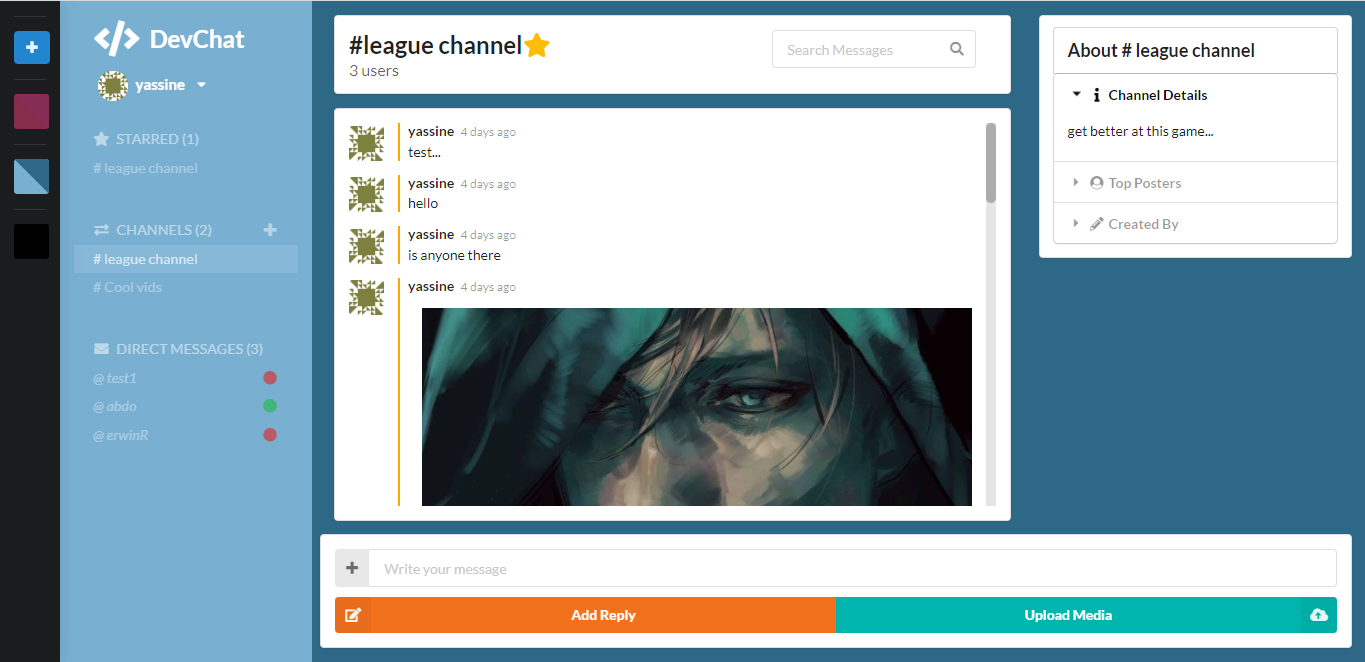 DevChat
yassine
STARRED (1)
# league channel
CHANNELS (2)
# league channel
# Cool vids
DIRECT MESSAGES (3)
@ test1
@ abdo
@ erwinR
#league channel
3 users
Search Messages
yassine 4 days ago
test...
yassine 4 days ago
hello
yassine 4 days ago
is anyone there
yassine 4 days ago
Write your message
Add Reply
Upload Media
About # league channel
Channel Details
get better at this game...
Top Posters
Created By